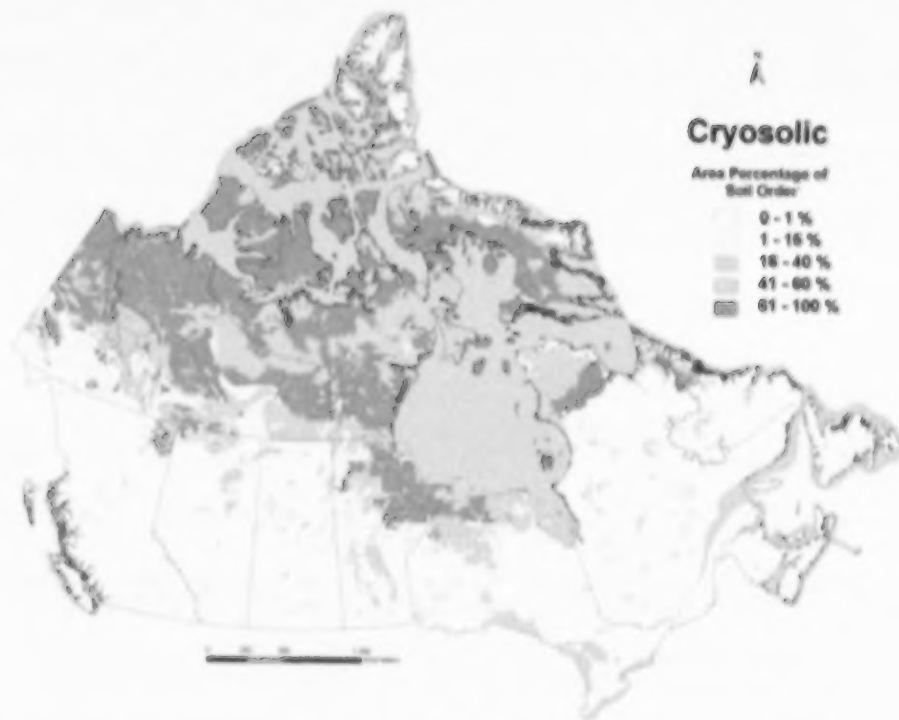 Cryosolic
Area Percentage of
Soil Order
0 - 1 %
1 - 15 %
16 - 40 %
41 - 60 %
61 - 100 %